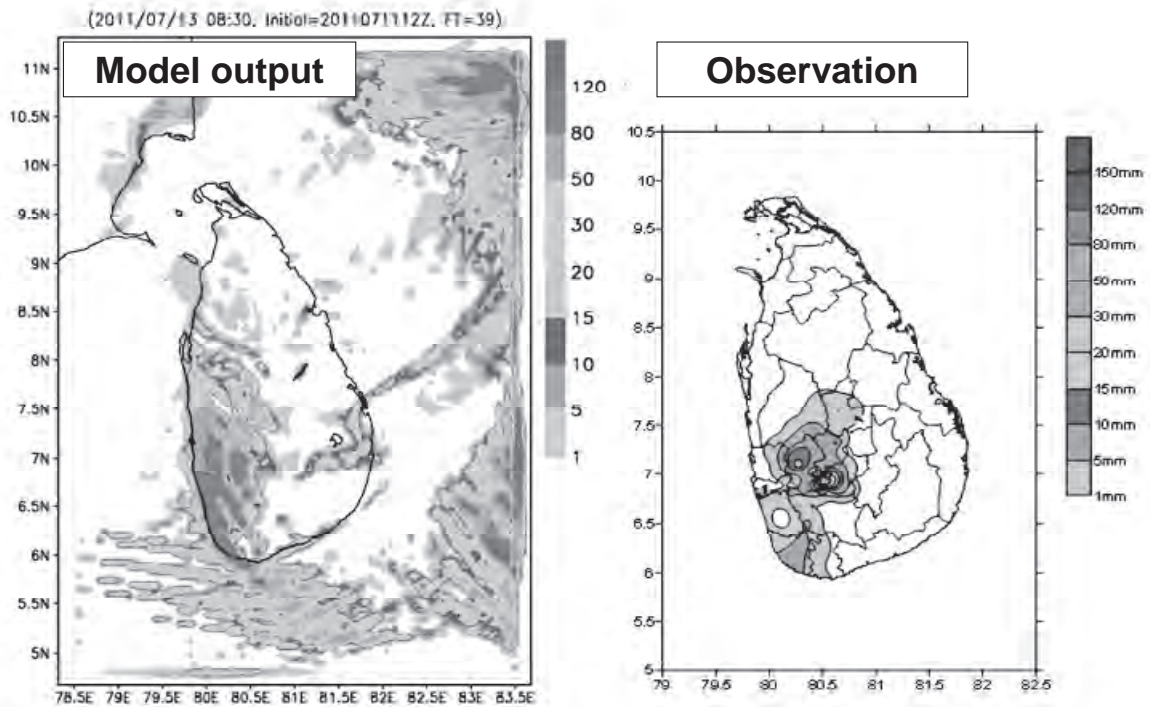 (2011/07/13 08:30. Initial=2011071112Z. FT=39)
Model output
11N
10.5N
10N
9.5N
9N
8.5N
8N
7.5N
7N
6.5N
6N
5.5N
5N
78.5E 79E 79.5E 80E 80.5E 81E 81.5E 82E 82.5E 83E 83.5E
120
80
50
30
20
15
10
5
1
Observation
10.5
10
9.5
9
8.5
8
7.5
7
6.5
6
5.5
5
79 79.5 80 80.5 81 81.5 82 82.5
150mm
120mm
80mm
50mm
30mm
20mm
15mm
10mm
5mm
1mm